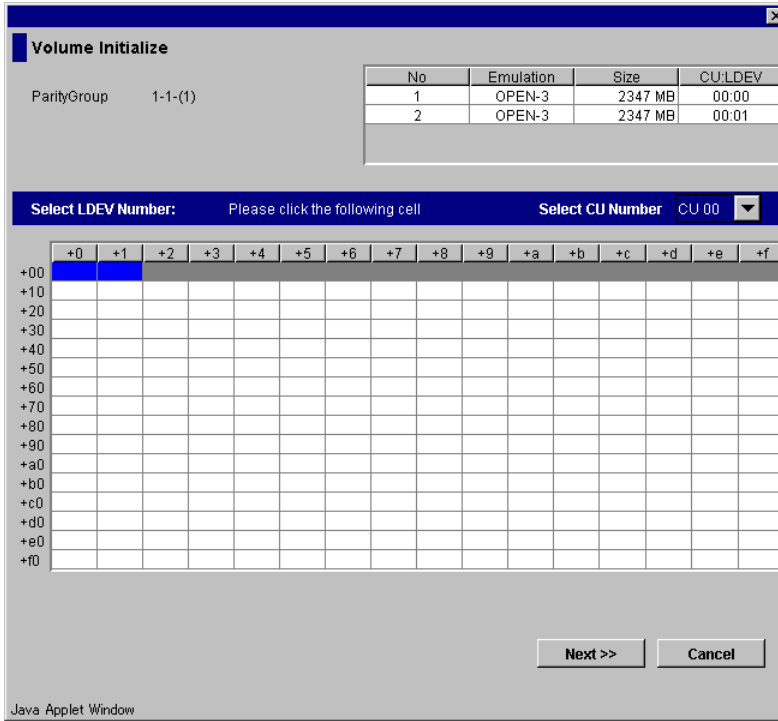 Volume Initialize
ParityGroup 1-1-(1)
No Emulation Size CU:LDEV
1 OPEN-3 2347 MB 00:00
2 OPEN-3 2347 MB 00:01
Select LDEV Number: Please click the following cell Select CU Number CU 00
+0 +1 +2 +3 +4 +5 +6 +7 +8 +9 +a +b +c +d +e +f
+00
+10
+20
+30
+40
+50
+60
+70
+80
+90
+a0
+b0
+c0
+d0
+e0
+f0
Next >> Cancel
Java Applet Window